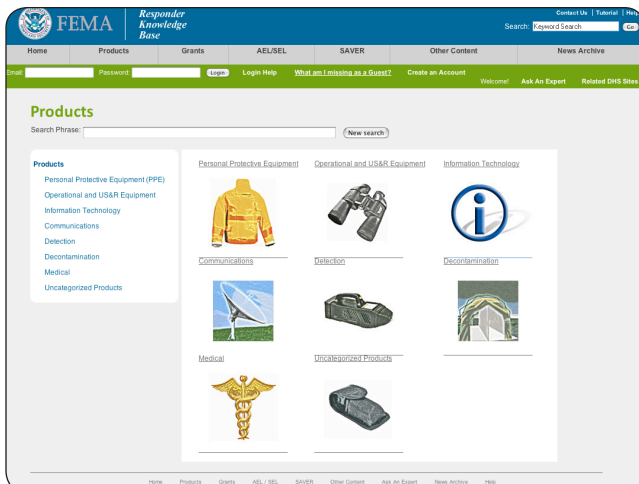 FEMA
Responder
Knowledge
Base
Contact Us | Tutorial | Help
Search: Keyword Search Go
Home Products Grants AEL/SEL SAVER Other Content News Archive
Email: Password: Login Login Help What am I missing as a Guest? Create an Account
Welcome! Ask An Expert Related DHS Sites
Products
Search Phrase: New search
Products
Personal Protective Equipment (PPE)
Operational and US&R Equipment
Information Technology
Communications
Detection
Decontamination
Medical
Uncategorized Products
Personal Protective Equipment Operational and US&R Equipment Information Technology
Communications Detection Decontamination
Medical Uncategorized Products
Home Products Grants AEL / SEL SAVER Other Content Ask An Expert News Archive Help